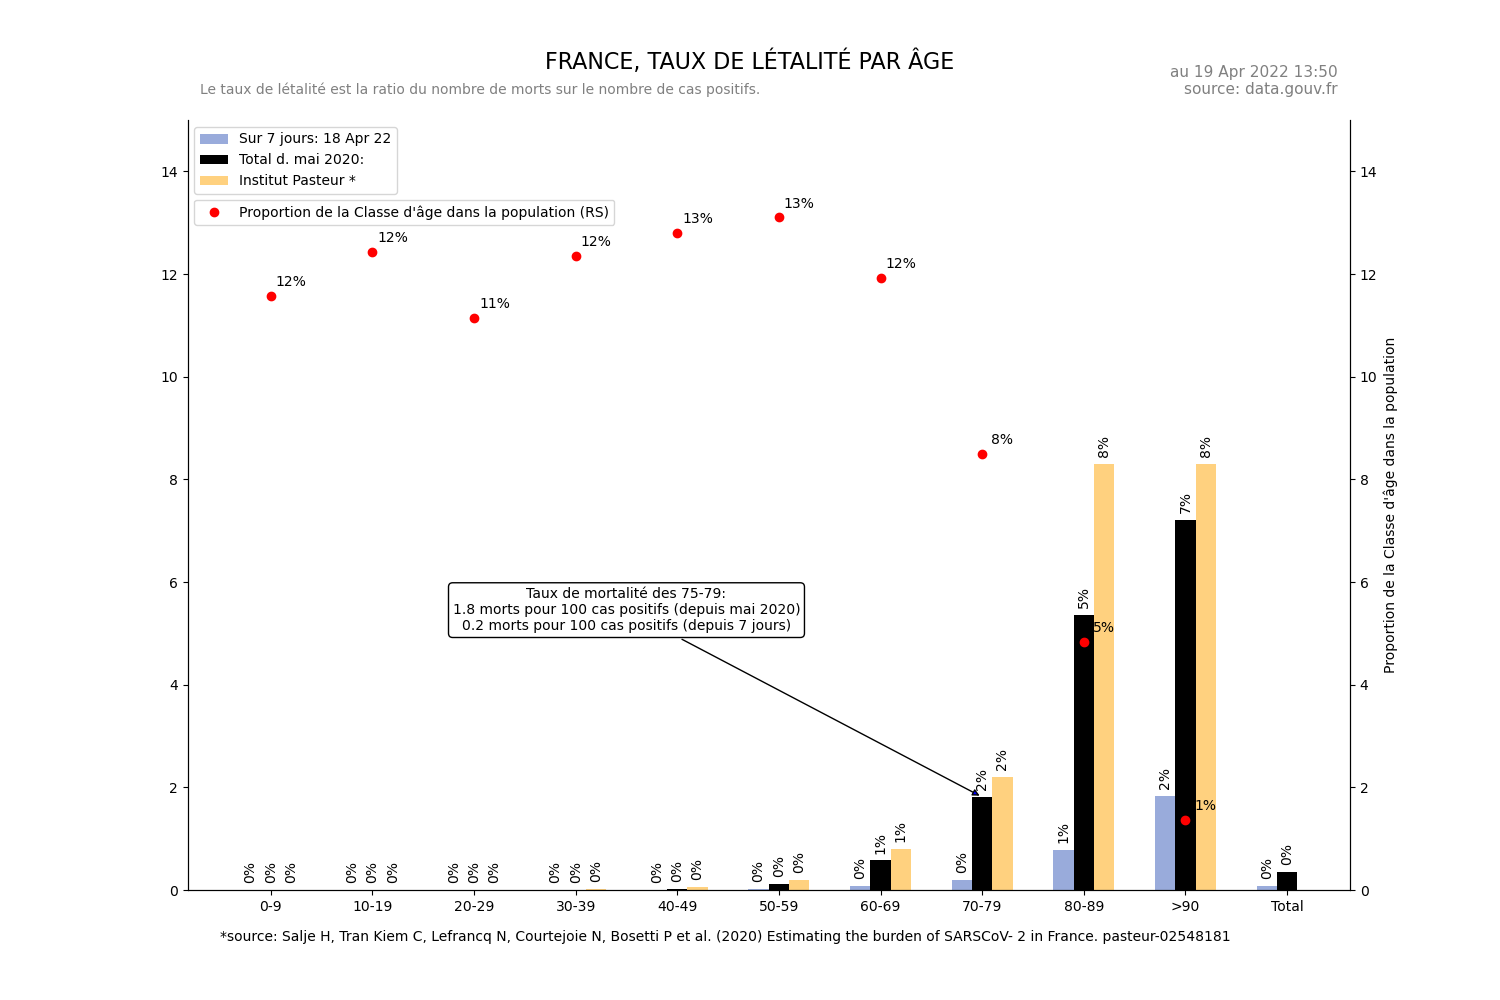 FRANCE, TAUX DE LÉTALITÉ PAR ÂGE
Le taux de létalité est la ratio du nombre de morts sur le nombre de cas positifs.
au 19 Apr 2022 13:50
source: data.gouv.fr
Sur 7 jours: 18 Apr 22
Total d. mai 2020:
Institut Pasteur *
Proportion de la Classe d'âge dans la population (RS)
14
12
10
8
6
4
2
0
12%
12%
11%
12%
13%
13%
12%
8%
5%
1%
Taux de mortalité des 75-79:
1.8 morts pour 100 cas positifs (depuis mai 2020)
0.2 morts pour 100 cas positifs (depuis 7 jours)
0% 0% 0%
0% 0% 0%
0% 0% 0%
0% 0% 0%
0% 0% 0%
0% 0% 0%
0% 1% 1%
0% 2% 2%
1% 5% 8%
2% 7% 8%
0% 0%
14
12
10
8
6
4
2
0
Proportion de la Classe d'âge dans la population
0-9 10-19 20-29 30-39 40-49 50-59 60-69 70-79 80-89 >90 Total
*source: Salje H, Tran Kiem C, Lefrancq N, Courtejoie N, Bosetti P et al. (2020) Estimating the burden of SARSCoV- 2 in France. pasteur-02548181